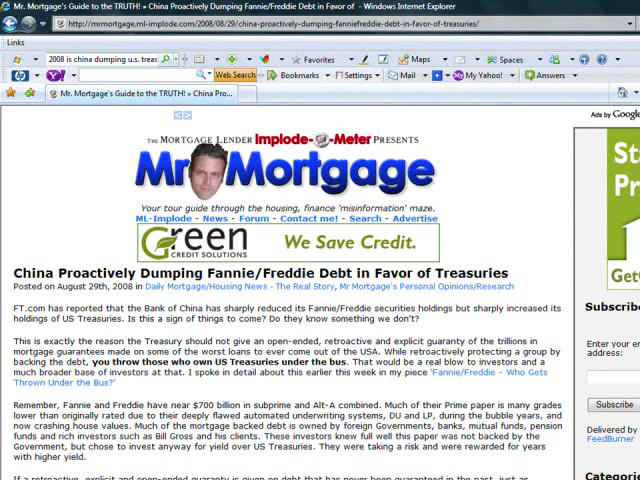 Mr. Mortgage's Guide to the TRUTH! » China Proactively Dumping Fannie/Freddie Debt in Favor of - Windows Internet Explorer
http://mrmortgage.ml-implode.com/2008/08/29/china-proactively-dumping-fanniefreddie-debt-in-favor-of-treasuries/
Links
2008 is china dumping u.s. treas
Favorites
Maps
Spaces
hp
Y!
Web Search
Bookmarks
Settings
Mail
My Yahoo!
Answers
Mr. Mortgage's Guide to the TRUTH! » China Pro...
Ads by Google
THE MORTGAGE LENDER Implode-O-Meter PRESENTS
Mr Mortgage
Your tour guide through the housing, finance 'misinformation' maze.
ML-Implode - News - Forum - Contact me! - Search - Advertise
Green
CREDIT SOLUTIONS
We Save Credit.
Sta
Pr
Get
China Proactively Dumping Fannie/Freddie Debt in Favor of Treasuries
Posted on August 29th, 2008 in Daily Mortgage/Housing News - The Real Story, Mr Mortgage's Personal Opinions/Research
FT.com has reported that the Bank of China has sharply reduced its Fannie/Freddie securities holdings but sharply increased its
holdings of US Treasuries. Is this a sign of things to come? Do they know something we don't?
This is exactly the reason the Treasury should not give an open-ended, retroactive and explicit guaranty of the trillions in
mortgage guarantees made on some of the worst loans to ever come out of the USA. While retroactively protecting a group by
backing the debt, you throw those who own US Treasuries under the bus. That would be a real blow to investors and a
much broader base of investors at that. I spoke in detail about this earlier this week in my piece 'Fannie/Freddie - Who Gets
Thrown Under the Bus?'
Remember, Fannie and Freddie have near $700 billion in subprime and Alt-A combined. Much of their Prime paper is many grades
lower than originally rated due to their deeply flawed automated underwriting systems, DU and LP, during the bubble years, and
now crashing house values. Much of the mortgage backed debt is owned by foreign Governments, banks, mutual funds, pension
funds and rich investors such as Bill Gross and his clients. These investors knew full well this paper was not backed by the
Government, but chose to invest anyway for yield over US Treasuries. They were taking a risk and were rewarded for years
with higher yield.
If a retroactive, explicit and open-ended guaranty is given on debt that has never been guaranteed in the past, just as
Subscribe
Enter your em
address:
Subscribe
Delivered by
FeedBurner
Categorie